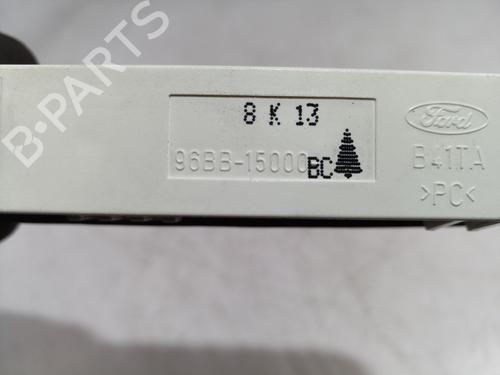 8 K 13
96BB-15000 BC
Ford
B41TA
>PC<
B-PARTS